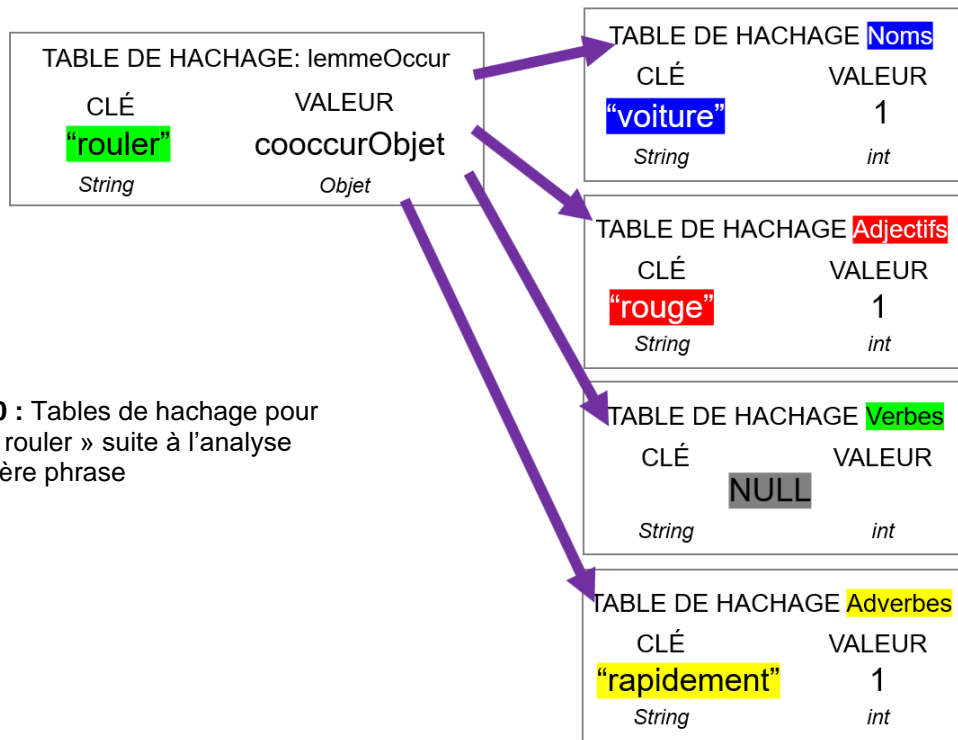 TABLE DE HACHAGE: lemmeOccur
CLÉ VALEUR
“rouler” cooccurObjet
String Objet
TABLE DE HACHAGE Noms
CLÉ VALEUR
“voiture” 1
String int
TABLE DE HACHAGE Adjectifs
CLÉ VALEUR
“rouge” 1
String int
TABLE DE HACHAGE Verbes
CLÉ VALEUR
NULL
String int
TABLE DE HACHAGE Adverbes
CLÉ VALEUR
“rapidement” 1
String int
0 : Tables de hachage pour
rouler » suite à l’analyse
ère phrase